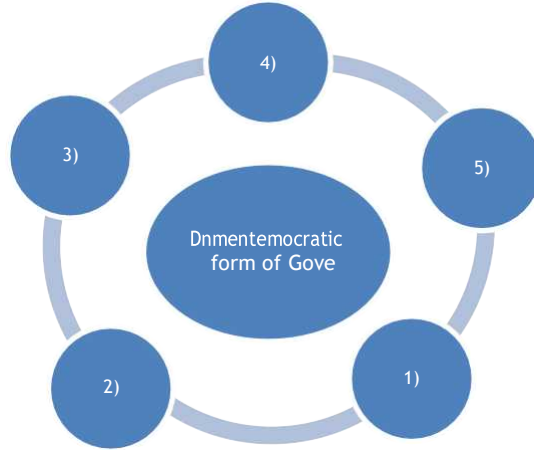 4)
3)
5)
Dnmentemocratic
form of Gove
2)
1)